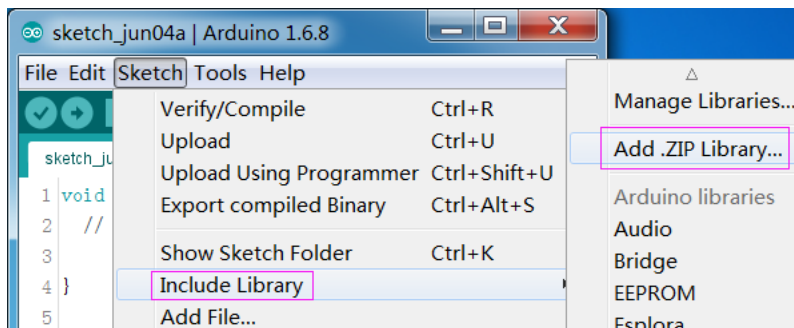 sketch_jun04a | Arduino 1.6.8
File Edit Sketch Tools Help
Verify/Compile Ctrl+R
Upload Ctrl+U
Upload Using Programmer Ctrl+Shift+U
Export compiled Binary Ctrl+Alt+S
Show Sketch Folder Ctrl+K
Include Library
Add File...
sketch_ju
1 void
2 //
3
4 }
5
Manage Libraries...
Add .ZIP Library...
Arduino libraries
Audio
Bridge
EEPROM
Esplora